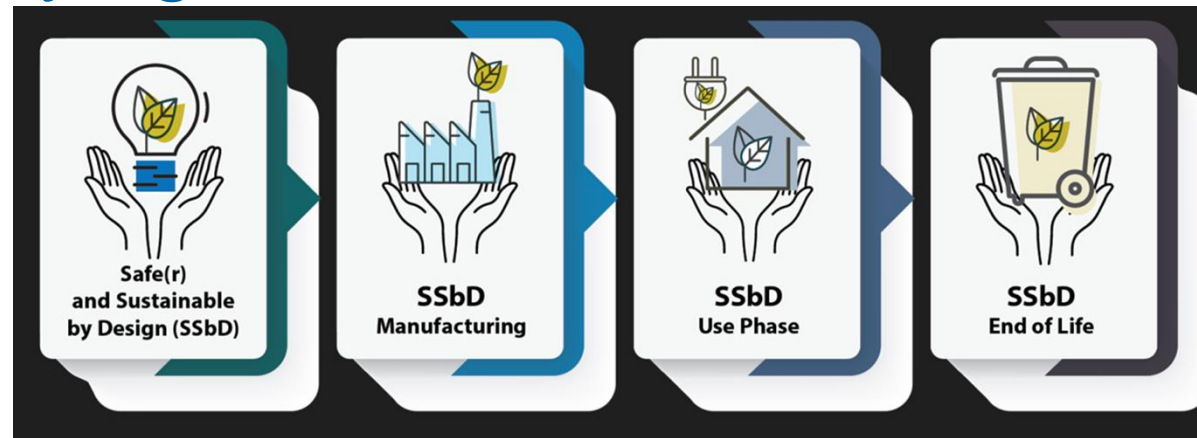 Safe(r)
and Sustainable
by Design (SSbD)
SSbD
Manufacturing
SSbD
Use Phase
SSbD
End of Life